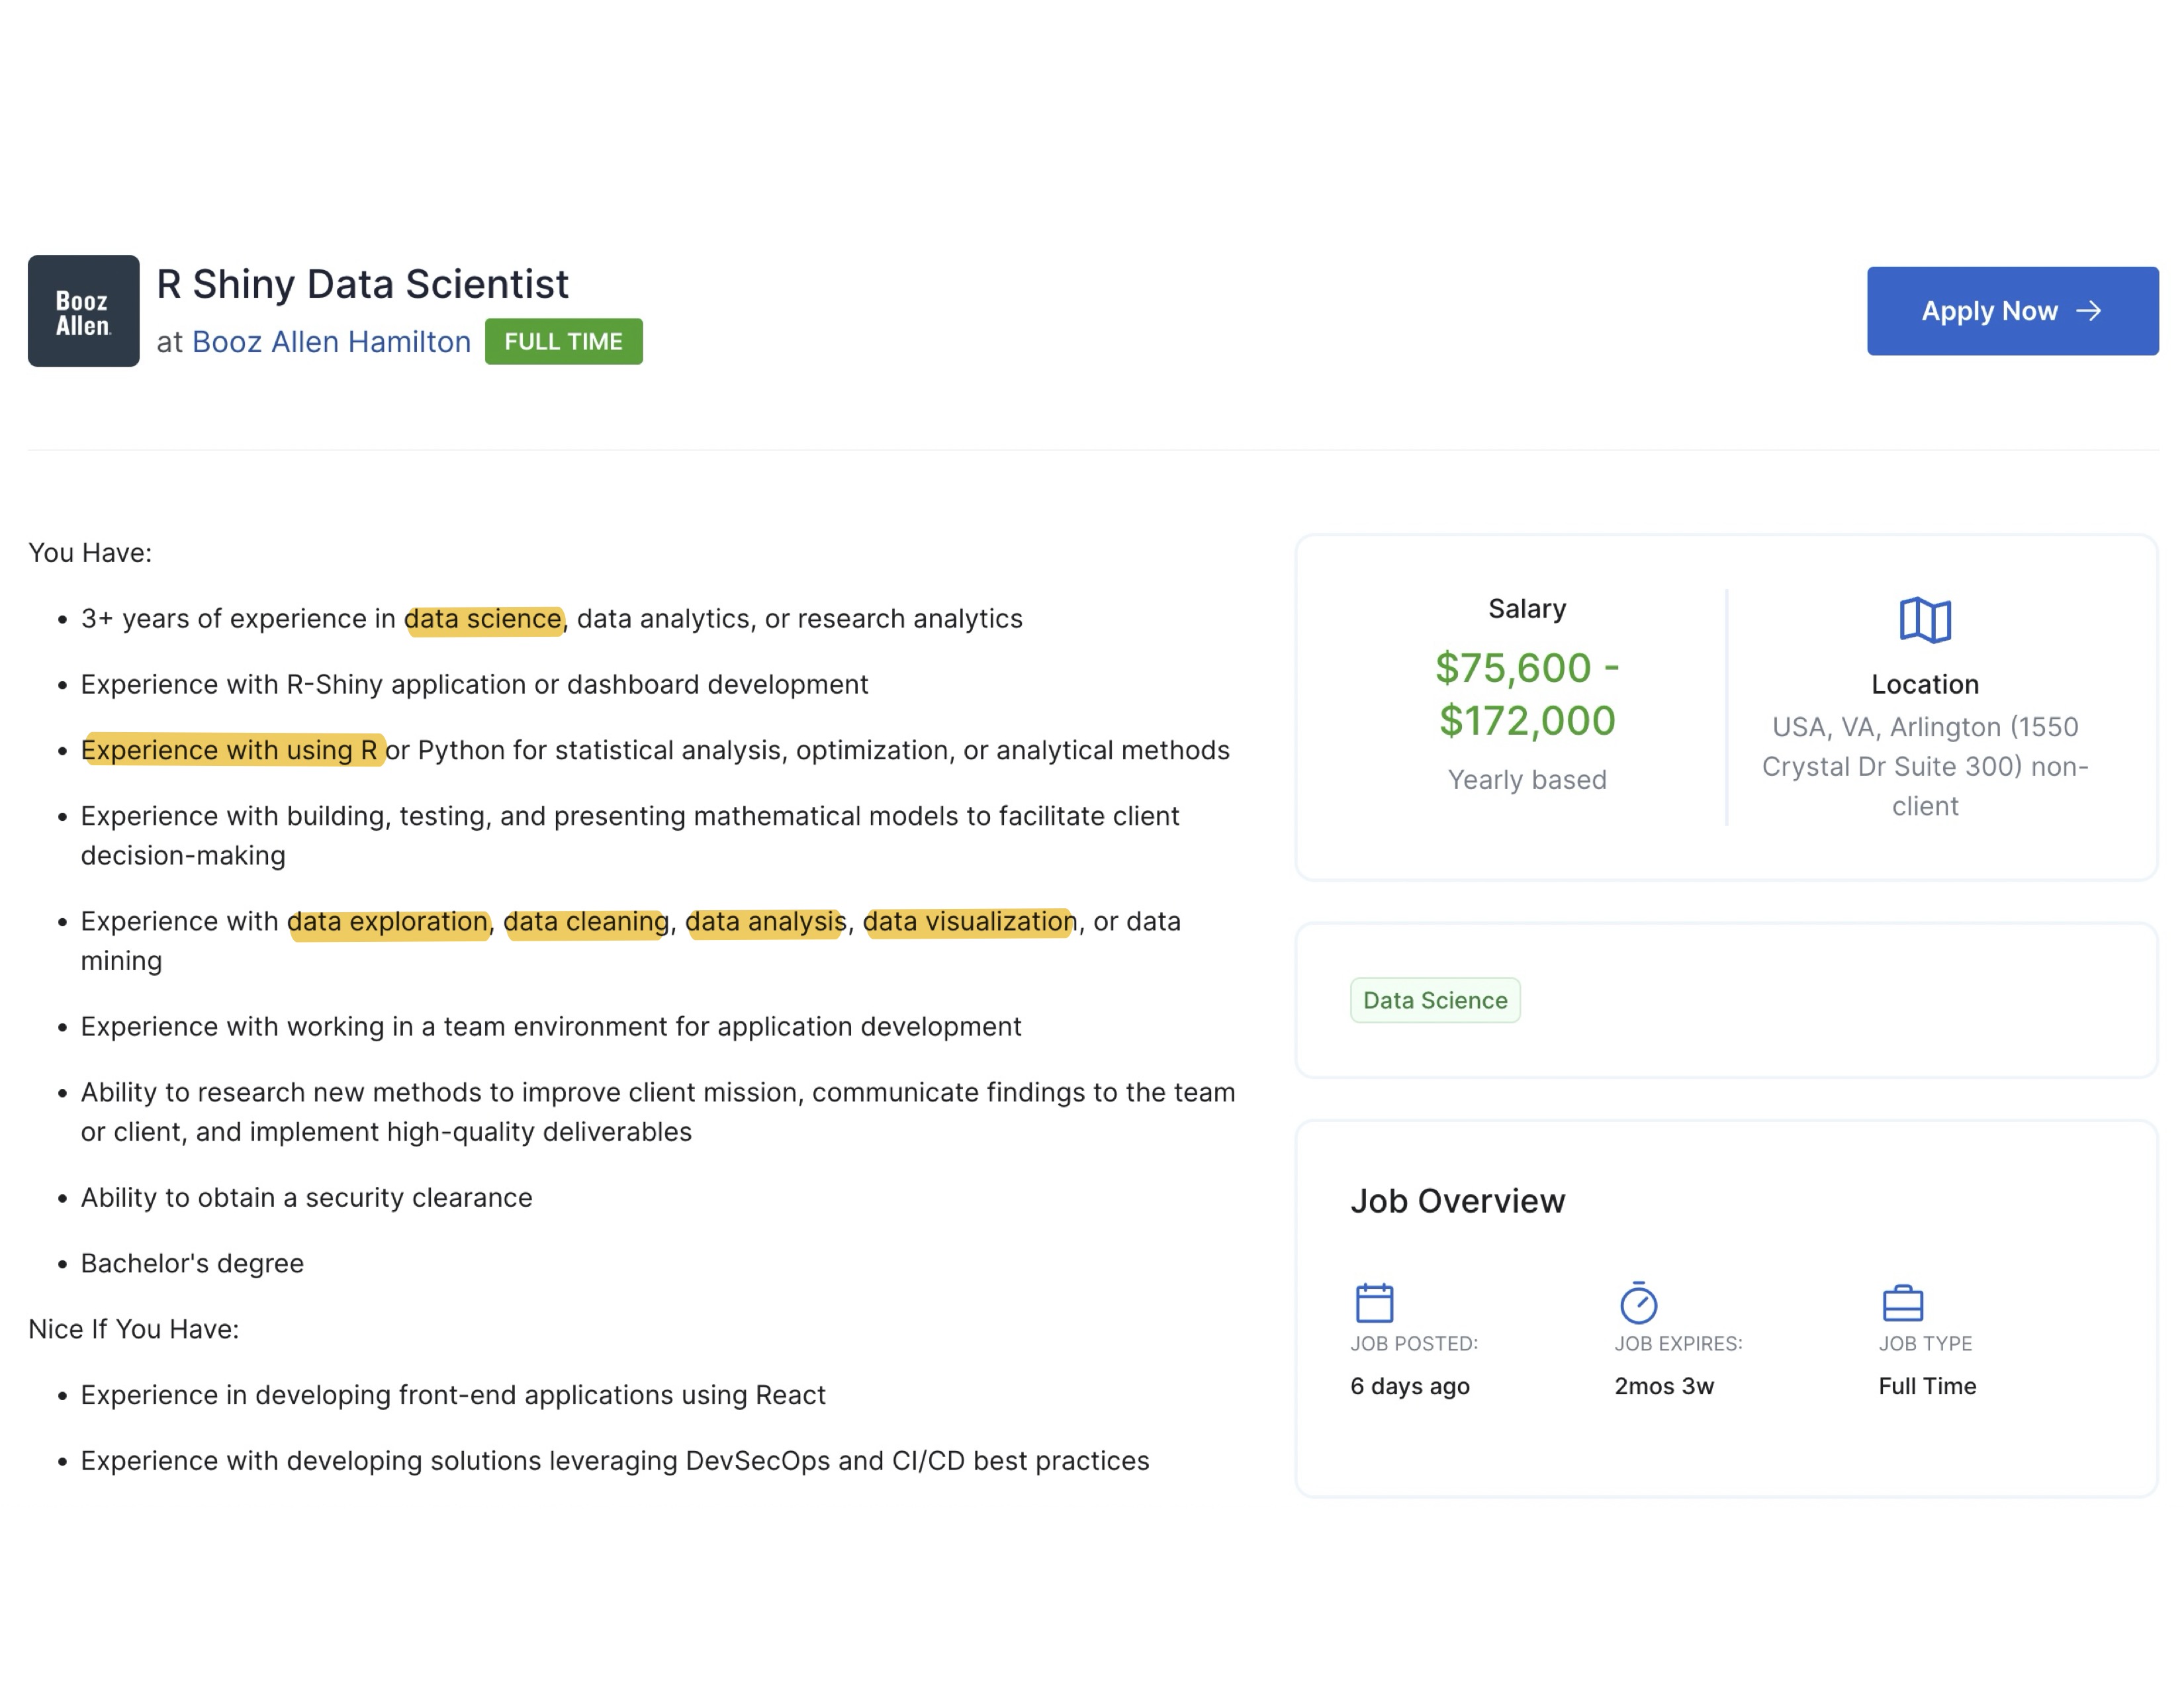 Booz
Allen.
R Shiny Data Scientist
at Booz Allen Hamilton FULL TIME
Apply Now →
You Have:
• 3+ years of experience in data science, data analytics, or research analytics
• Experience with R-Shiny application or dashboard development
• Experience with using R or Python for statistical analysis, optimization, or analytical methods
• Experience with building, testing, and presenting mathematical models to facilitate client
decision-making
• Experience with data exploration, data cleaning, data analysis, data visualization, or data
mining
• Experience with working in a team environment for application development
• Ability to research new methods to improve client mission, communicate findings to the team
or client, and implement high-quality deliverables
• Ability to obtain a security clearance
• Bachelor's degree
Nice If You Have:
• Experience in developing front-end applications using React
• Experience with developing solutions leveraging DevSecOps and CI/CD best practices
Salary
$75,600 -
$172,000
Yearly based
Location
USA, VA, Arlington (1550
Crystal Dr Suite 300) non-
client
Data Science
Job Overview
JOB POSTED:
6 days ago
JOB EXPIRES:
2mos 3w
JOB TYPE
Full Time